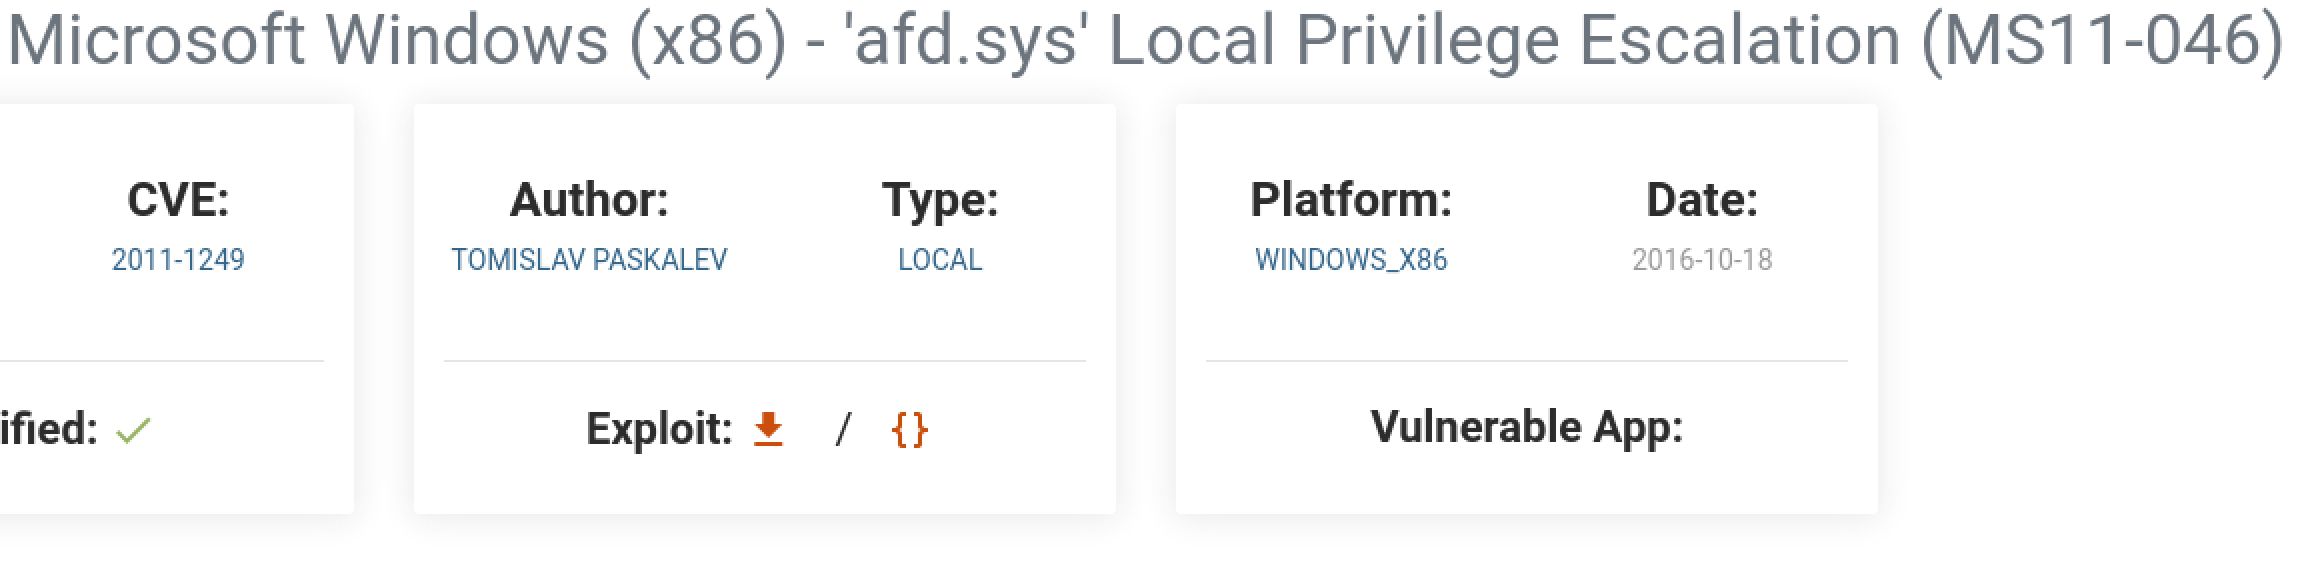 Microsoft Windows (x86) - 'afd.sys' Local Privilege Escalation (MS11-046)
CVE:
2011-1249
ified:
Author:
TOMISLAV PASKALEV
Type:
LOCAL
Exploit: / {}
Platform:
WINDOWS_X86
Date:
2016-10-18
Vulnerable App: